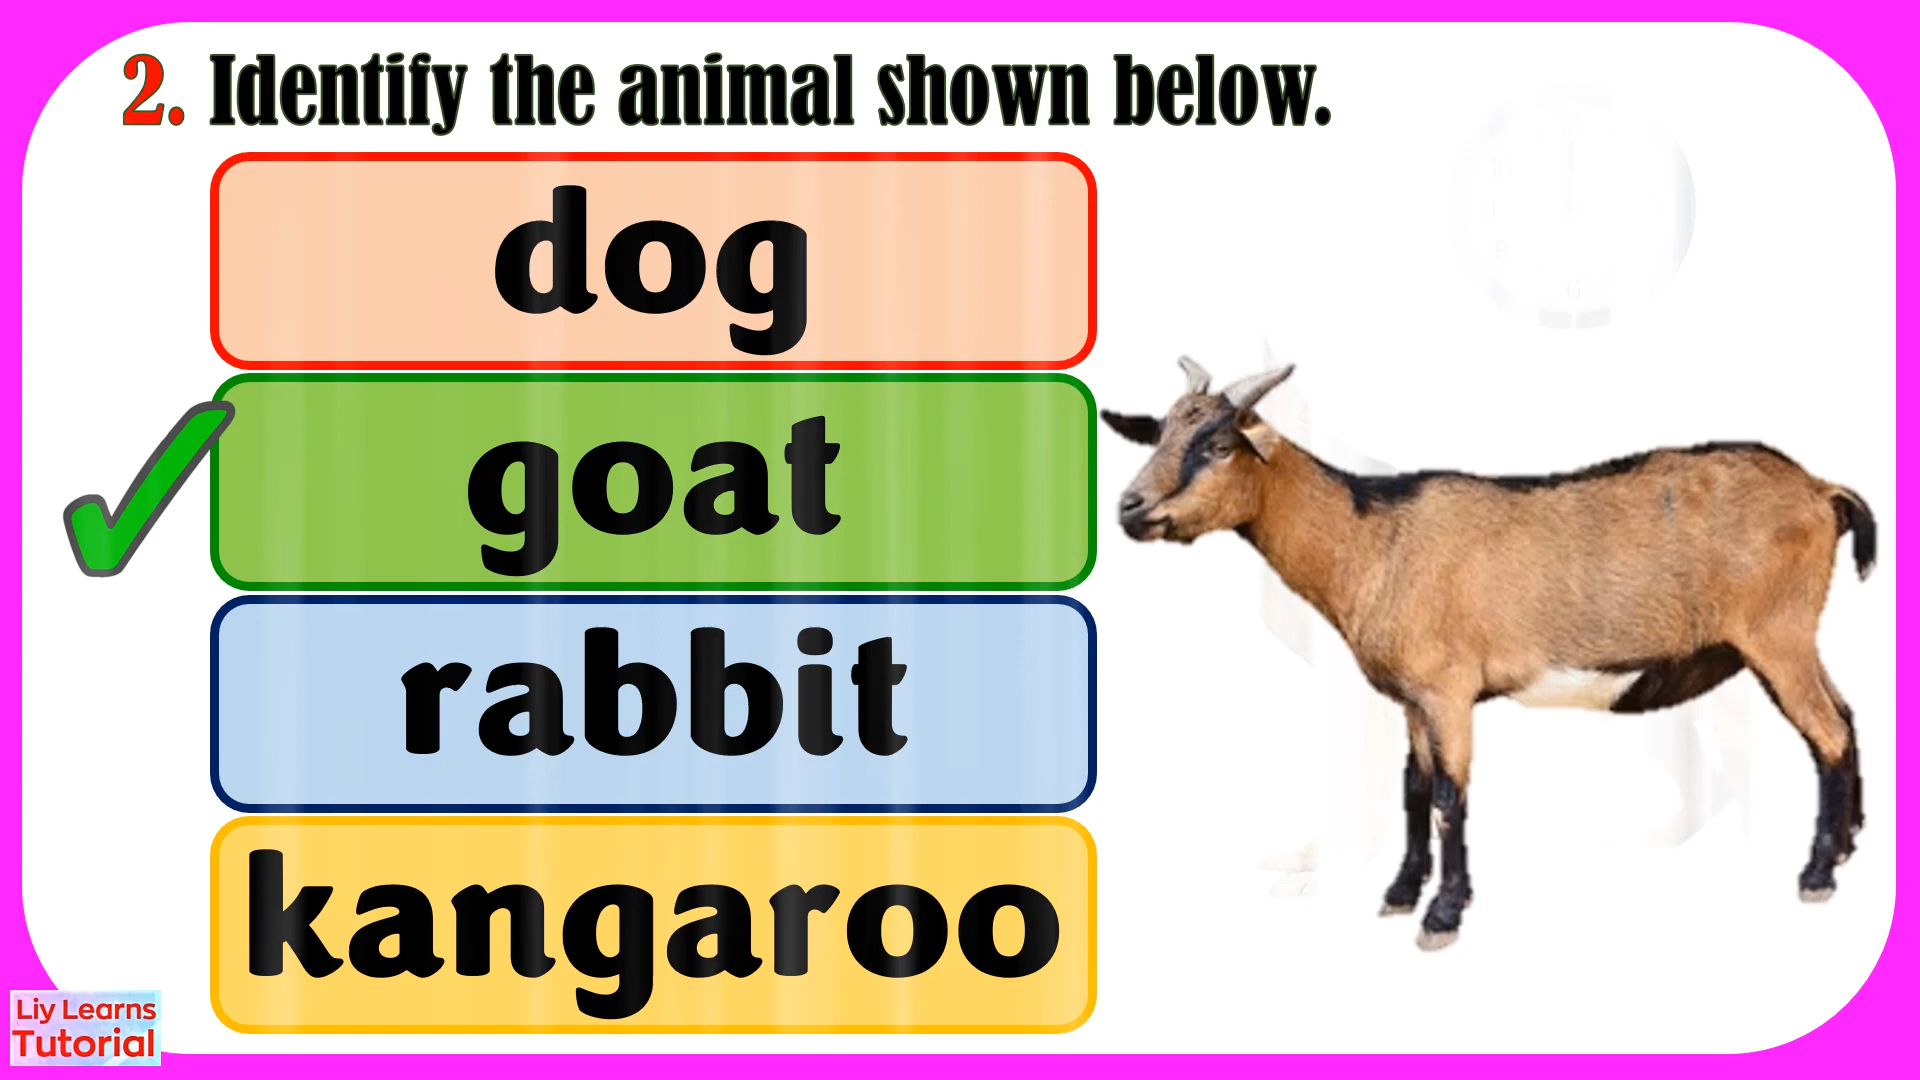 2. Identify the animal shown below.
dog
goat
rabbit
kangaroo
Liy Learns
Tutorial